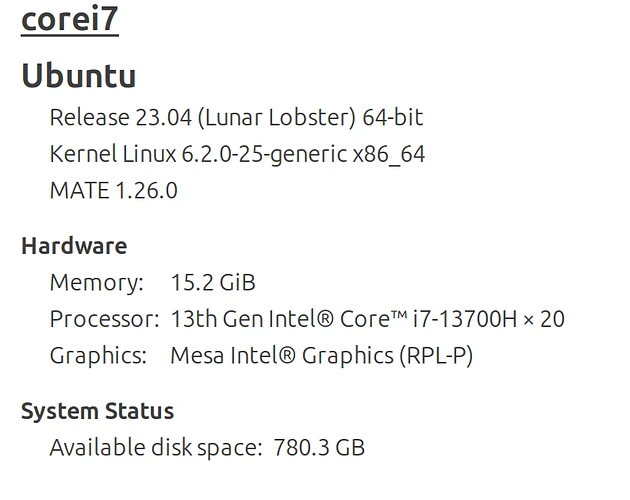 corei7
Ubuntu
Release 23.04 (Lunar Lobster) 64-bit
Kernel Linux 6.2.0-25-generic x86_64
MATE 1.26.0
Hardware
Memory: 15.2 GiB
Processor: 13th Gen Intel® Core™ i7-13700H × 20
Graphics: Mesa Intel® Graphics (RPL-P)
System Status
Available disk space: 780.3 GB